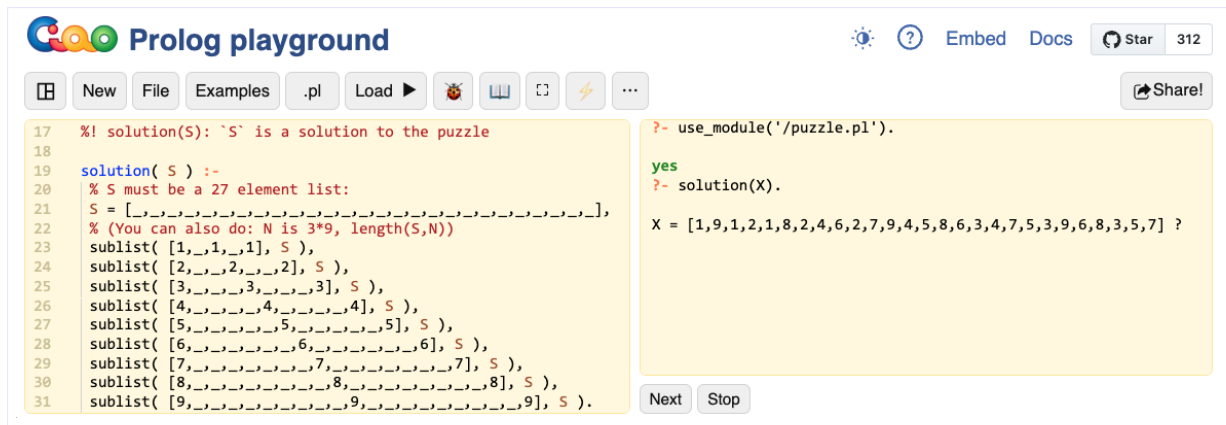 Ciao Prolog playground
? Embed Docs Star 312
New File Examples .pl Load ▶ ... Share!
17 %! solution(S): `S` is a solution to the puzzle
18
19 solution( S ) :-
20 % S must be a 27 element list:
21 S = [_,_,_,_,_,_,_,_,_,_,_,_,_,_,_,_,_,_,_,_,_,_,_,_,_,_,_],
22 % (You can also do: N is 3*9, length(S,N))
23 sublist( [1,_,1,_,1], S ),
24 sublist( [2,_,_,2,_,_,2], S ),
25 sublist( [3,_,_,_,3,_,_,_,3], S ),
26 sublist( [4,_,_,_,_,4,_,_,_,_,4], S ),
27 sublist( [5,_,_,_,_,_,5,_,_,_,_,_,5], S ),
28 sublist( [6,_,_,_,_,_,_,6,_,_,_,_,_,_,6], S ),
29 sublist( [7,_,_,_,_,_,_,_,7,_,_,_,_,_,_,_,7], S ),
30 sublist( [8,_,_,_,_,_,_,_,_,8,_,_,_,_,_,_,_,_,8], S ),
31 sublist( [9,_,_,_,_,_,_,_,_,_,9,_,_,_,_,_,_,_,_,_,9], S ).
?- use_module('/puzzle.pl').
yes
?- solution(X).
X = [1,9,1,2,1,8,2,4,6,2,7,9,4,5,8,6,3,4,7,5,3,9,6,8,3,5,7] ?
Next Stop